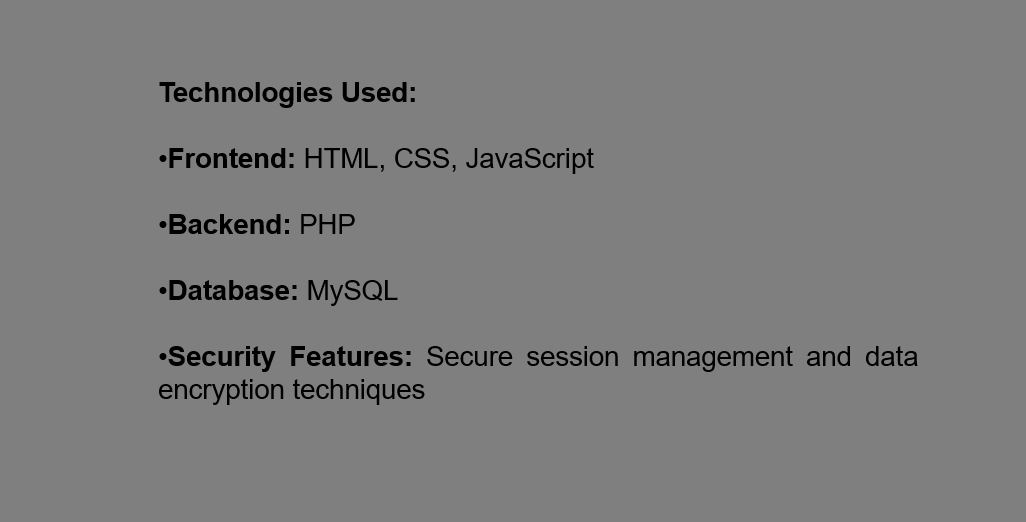 Technologies Used:
•Frontend: HTML, CSS, JavaScript
•Backend: PHP
•Database: MySQL
•Security Features: Secure session management and data
encryption techniques